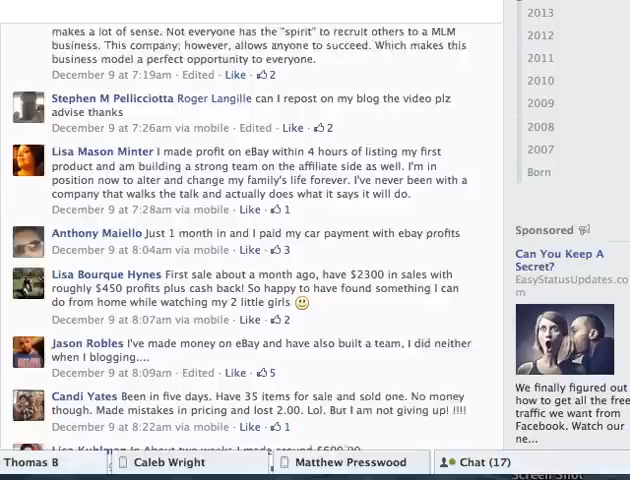 makes a lot of sense. Not everyone has the "spirit" to recruit others to a MLM
business. This company; however, allows anyone to succeed. Which makes this
business model a perfect opportunity to everyone.
December 9 at 7:19am · Edited · Like · 2
Stephen M Pellicciotta Roger Langille can I repost on my blog the video plz
advise thanks
December 9 at 7:26am via mobile · Edited · Like · 2
Lisa Mason Minter I made profit on eBay within 4 hours of listing my first
product and am building a strong team on the affiliate side as well. I'm in
position now to alter and change my family's life forever. I've never been with a
company that walks the talk and actually does what it says it will do.
December 9 at 7:28am via mobile · Like · 1
Anthony Maiello Just 1 month in and I paid my car payment with ebay profits
December 9 at 8:04am via mobile · Like · 3
Lisa Bourque Hynes First sale about a month ago, have $2300 in sales with
roughly $450 profits plus cash back! So happy to have found something I can
do from home while watching my 2 little girls
December 9 at 8:07am via mobile · Like · 2
Jason Robles I've made money on eBay and have also built a team, I did neither
when I blogging....
December 9 at 8:09am · Edited · Like · 5
Candi Yates Been in five days. Have 35 items for sale and sold one. No money
though. Made mistakes in pricing and lost 2.00. Lol. But I am not giving up! !!!!
December 9 at 8:22am via mobile · Like · 1
Lisa Kuhlman In About two weeks I made around
2013
2012
2011
2010
2009
2008
2007
Born
Sponsored
Can You Keep A
Secret?
EasyStatusUpdates.co
m
We finally figured out
how to get all the free
traffic we want from
Facebook. Watch our
ne...
Thomas B
Caleb Wright
Matthew Presswood
Chat (17)
Screen Shot